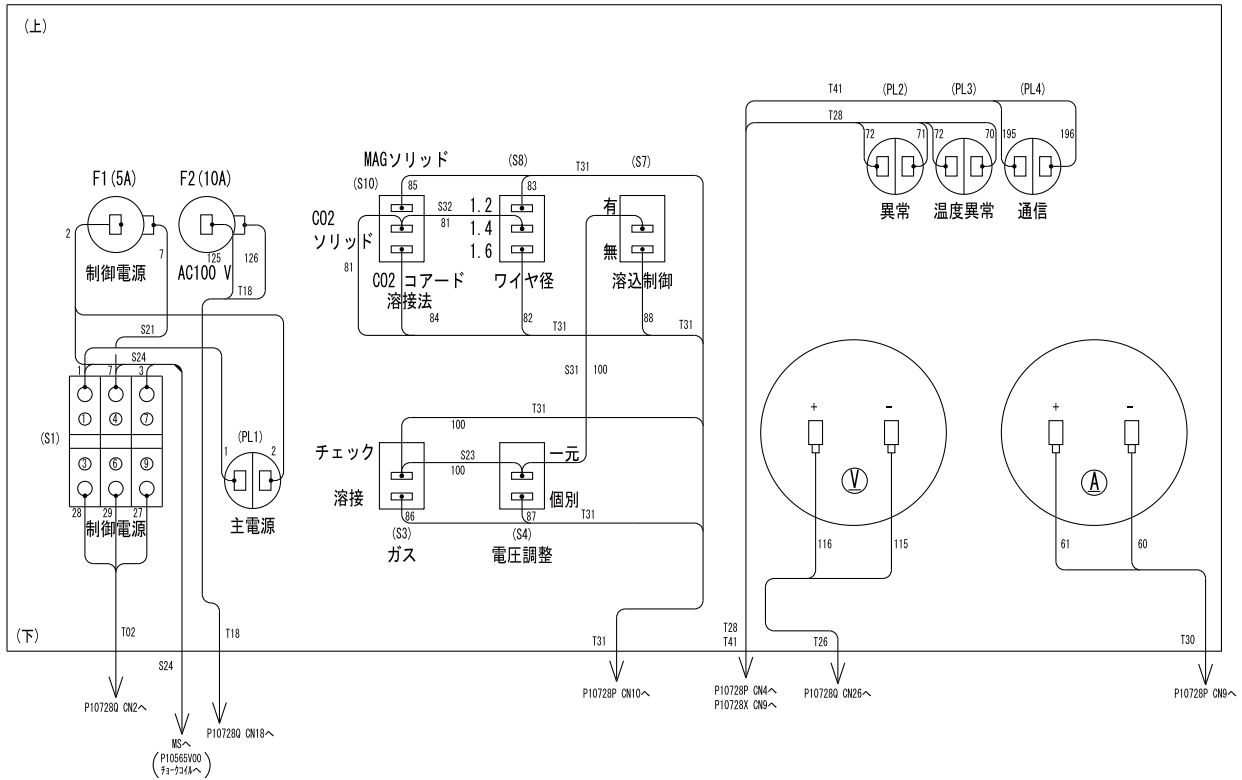 (上)
T41 (PL2) (PL3) (PL4)
T28
72 71 72 70 195 196
異常 温度異常 通信
MAGソリッド (S8) T31 (S7)
(S10) 85 83
CO2
ソリッド
S32
81
81
1.2
1.4
1.6
有
無
CO2 コアード
溶接法
ワイヤ径
溶込制御
84 82 T31 88 T31
F1(5A) F2(10A)
2 7 125 126
制御電源 AC100 V
T18
S21
S24
1 7 3
① ④ ⑦
(S1)
③ ⑥ ⑨
28 29 27
制御電源
(PL1)
1 2
主電源
S31 100
T31
100
チェック S23 一元
100
溶接 個別
86 87 T31
(S3) (S4)
ガス 電圧調整
+ -
V
116 115
+ -
A
61 60
(下)
T02 T18 T31 T28 T26 T30
T41
S24
P10728Q CN2へ
MSへ
(P10565V00
チョークコイルへ)
P10728Q CN18へ
P10728P CN10へ
P10728P CN4へ
P10728X CN9へ
P10728Q CN26へ
P10728P CN9へ